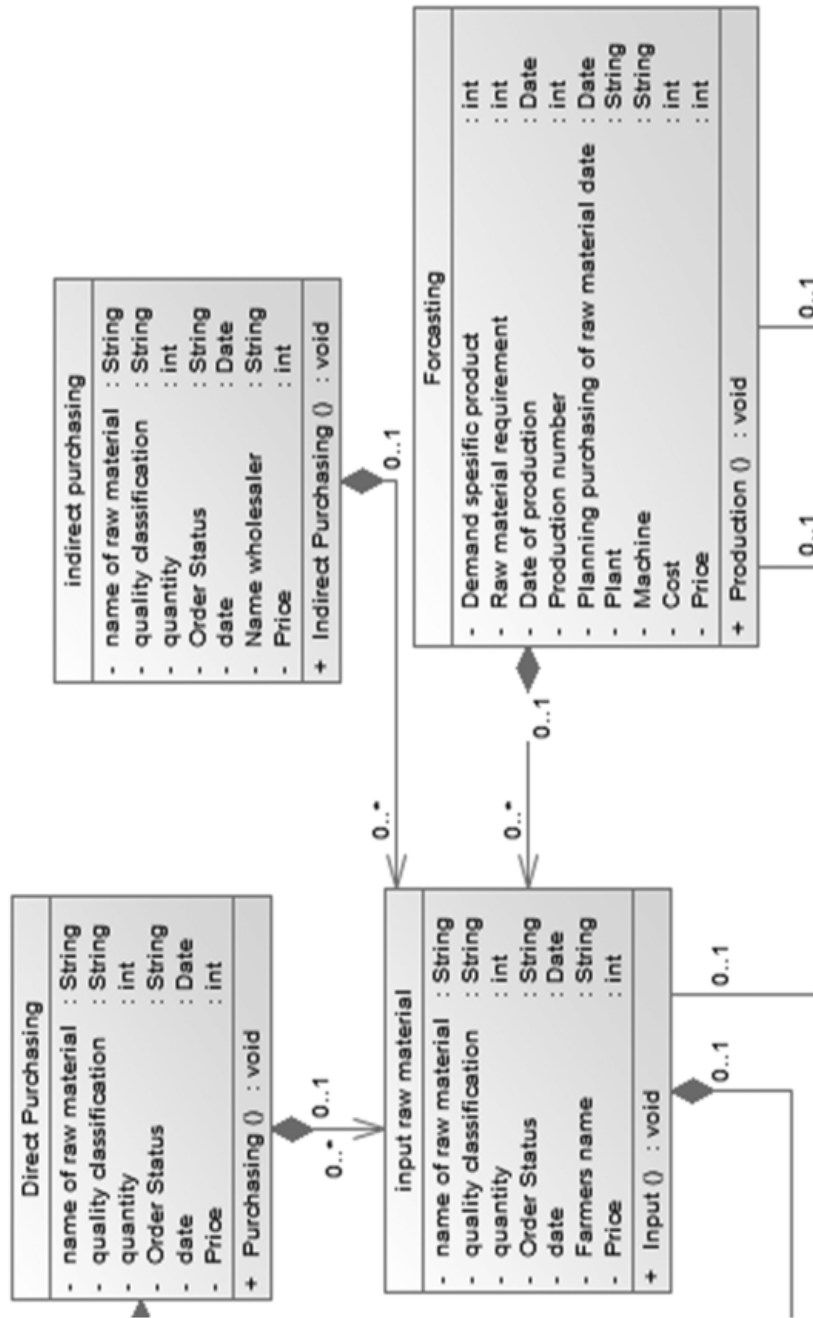 Direct Purchasing
- name of raw material : String
- quality classification : String
- quantity : int
- Order Status : String
- date : Date
- Price : int
+ Purchasing () : void
0..1
0..*
indirect purchasing
- name of raw material : String
- quality classification : String
- quantity : int
- Order Status : String
- date : Date
- Name wholesaler : String
- Price : int
+ Indirect Purchasing () : void
0..1
0..*
input raw material
- name of raw material : String
- quality classification : String
- quantity : int
- Order Status : String
- date : Date
- Farmers name : String
- Price : int
+ Input () : void
0..1
0..1
0..*
0..1
Forcasting
- Demand spesific product : int
- Raw material requirement : int
- Date of production : Date
- Production number : int
- Planning purchasing of raw material date : Date
- Plant : String
- Machine : String
- Cost : int
- Price : int
+ Production () : void
0..1
0..1